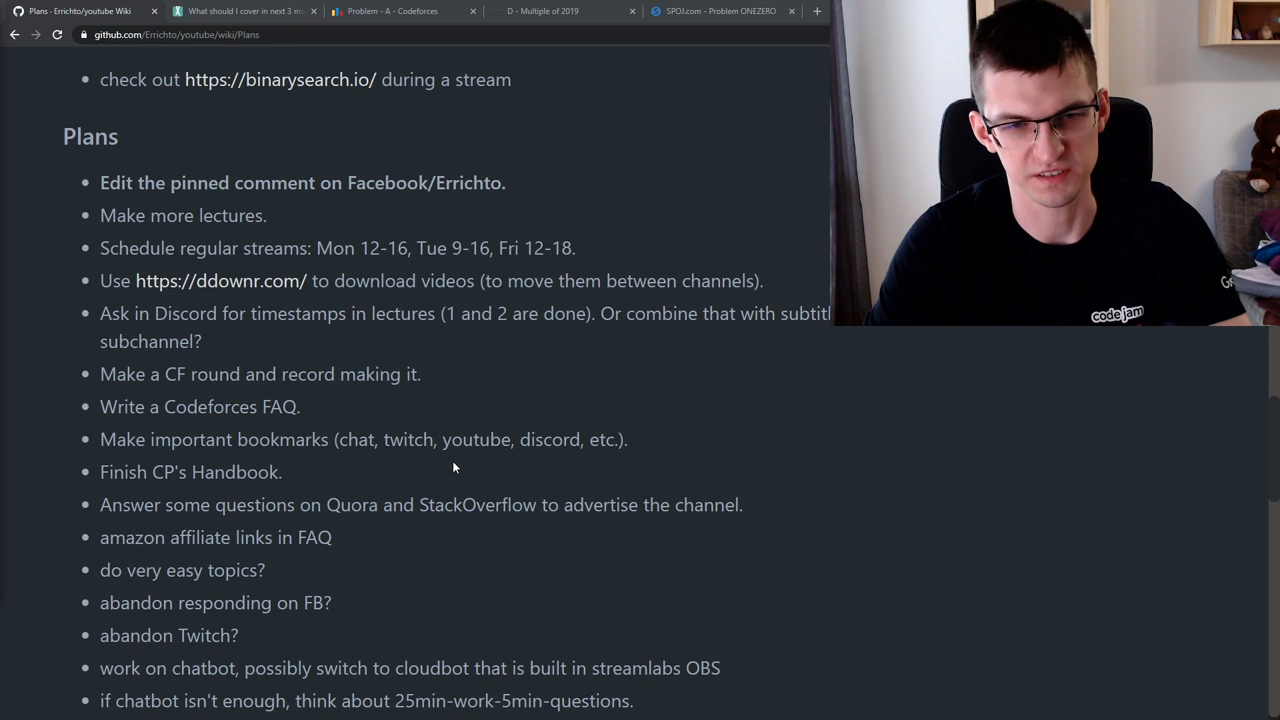 Plans · Errichto/youtube Wiki
What should I cover in next 3 mo
Problem - A - Codeforces
D - Multiple of 2019
SPOJ.com - Problem ONEZERO
github.com/Errichto/youtube/wiki/Plans
check out https://binarysearch.io/ during a stream
Plans
Edit the pinned comment on Facebook/Errichto.
Make more lectures.
Schedule regular streams: Mon 12-16, Tue 9-16, Fri 12-18.
Use https://ddownr.com/ to download videos (to move them between channels).
Ask in Discord for timestamps in lectures (1 and 2 are done). Or combine that with subtitl
subchannel?
Make a CF round and record making it.
Write a Codeforces FAQ.
Make important bookmarks (chat, twitch, youtube, discord, etc.).
Finish CP's Handbook.
Answer some questions on Quora and StackOverflow to advertise the channel.
amazon affiliate links in FAQ
do very easy topics?
abandon responding on FB?
abandon Twitch?
work on chatbot, possibly switch to cloudbot that is built in streamlabs OBS
if chatbot isn't enough, think about 25min-work-5min-questions.
code jam